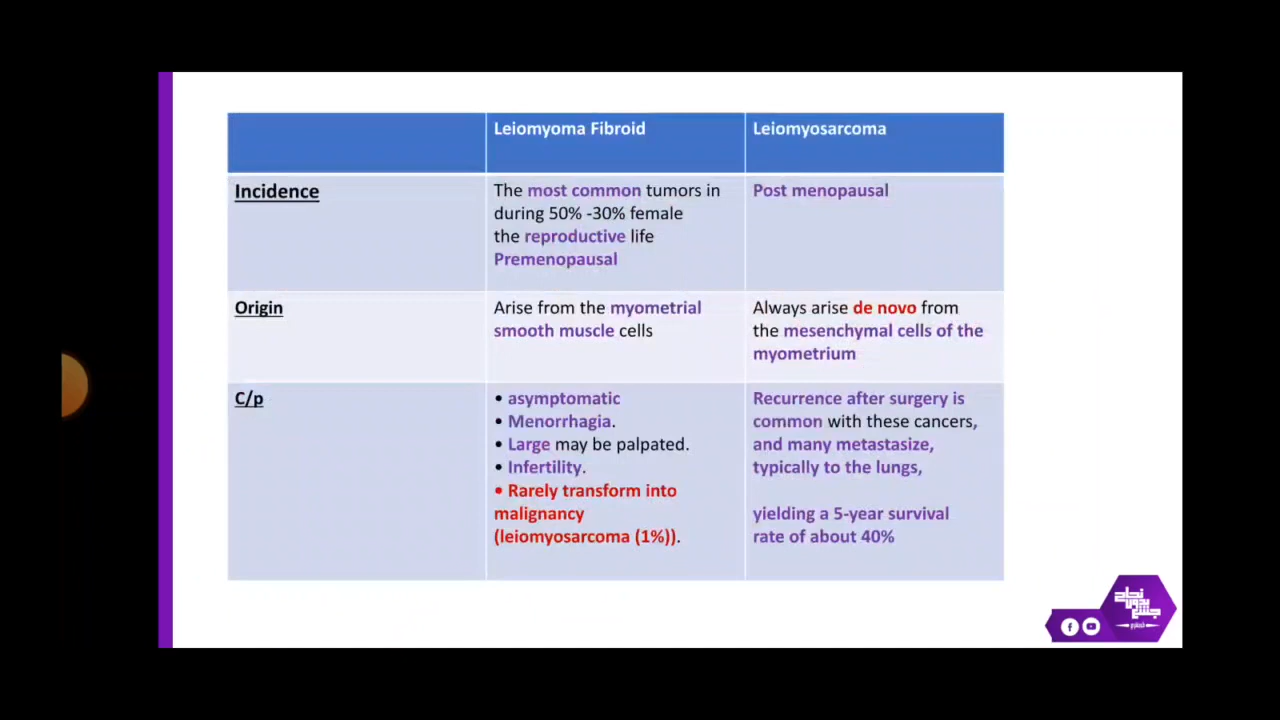 Leiomyoma Fibroid
Leiomyosarcoma
Incidence
The most common tumors in
during 50% -30% female
the reproductive life
Premenopausal
Post menopausal
Origin
Arise from the myometrial
smooth muscle cells
Always arise de novo from
the mesenchymal cells of the
myometrium
C/p
• asymptomatic
• Menorrhagia.
• Large may be palpated.
• Infertility.
• Rarely transform into
malignancy
(leiomyosarcoma (1%)).
Recurrence after surgery is
common with these cancers,
and many metastasize,
typically to the lungs,
yielding a 5-year survival
rate of about 40%